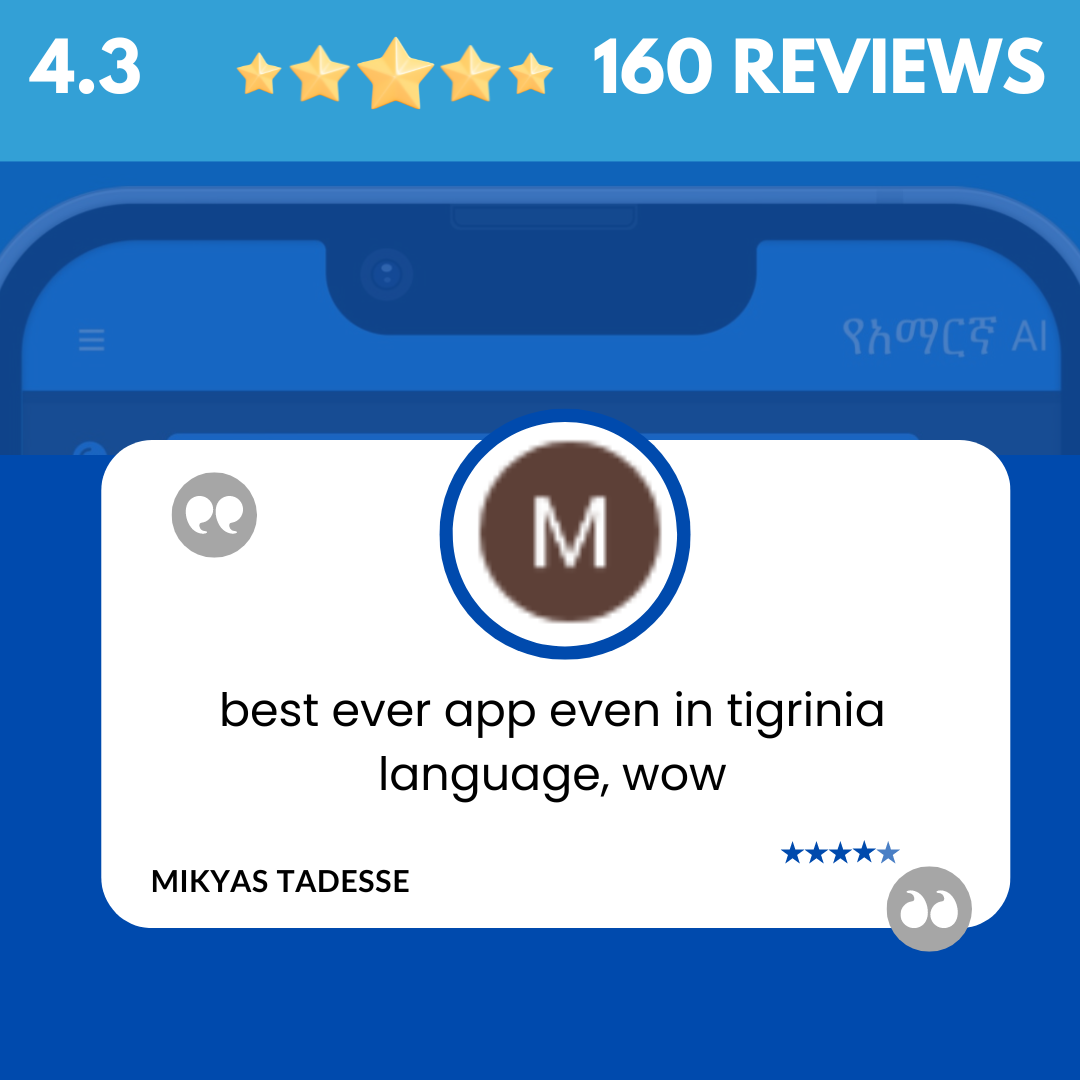 4.3 160 REVIEWS
የአማርኛ AI
M
best ever app even in tigrinia
language, wow
MIKYAS TADESSE